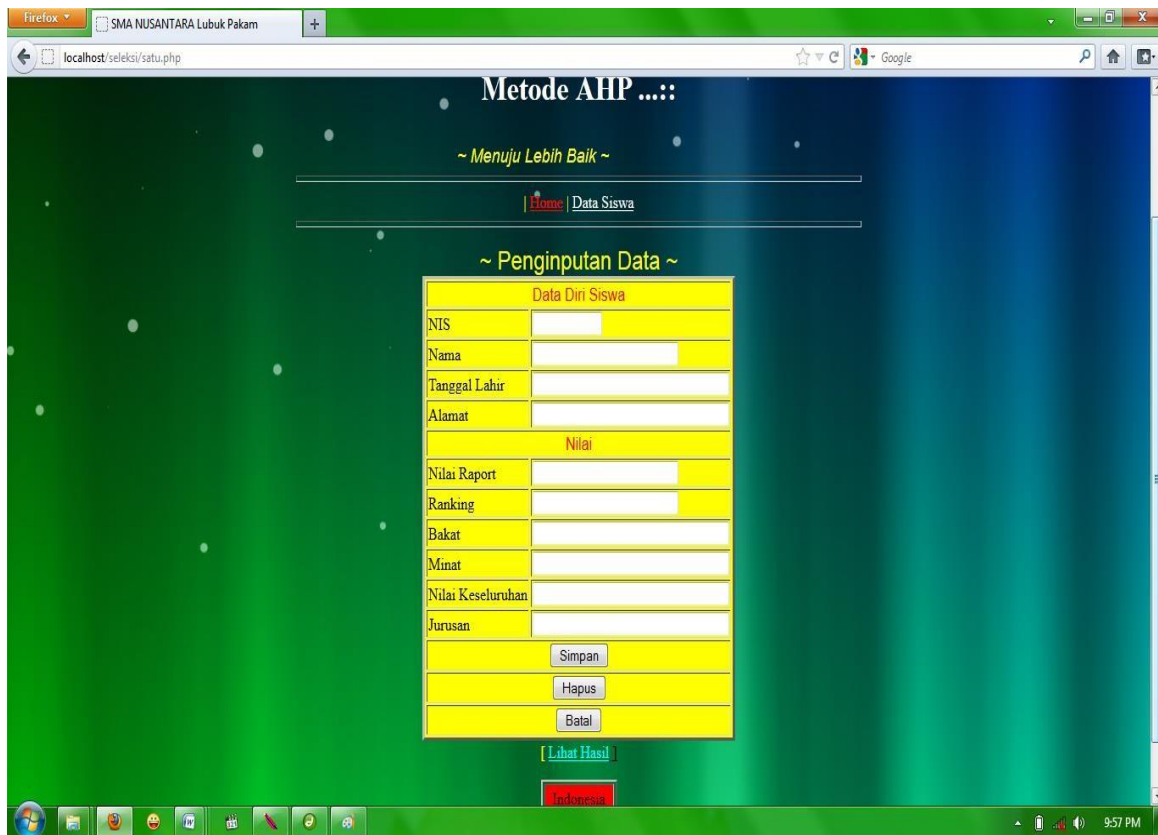 Firefox
SMA NUSANTARA Lubuk Pakam
localhost/seleksi/satu.php
Google
Metode AHP ...::
~ Menuju Lebih Baik ~
| Home | Data Siswa
~ Penginputan Data ~
Data Diri Siswa
NIS
Nama
Tanggal Lahir
Alamat
Nilai
Nilai Raport
Ranking
Bakat
Minat
Nilai Keseluruhan
Jurusan
Simpan
Hapus
Batal
[ Lihat Hasil ]
Indonesia
9:57 PM